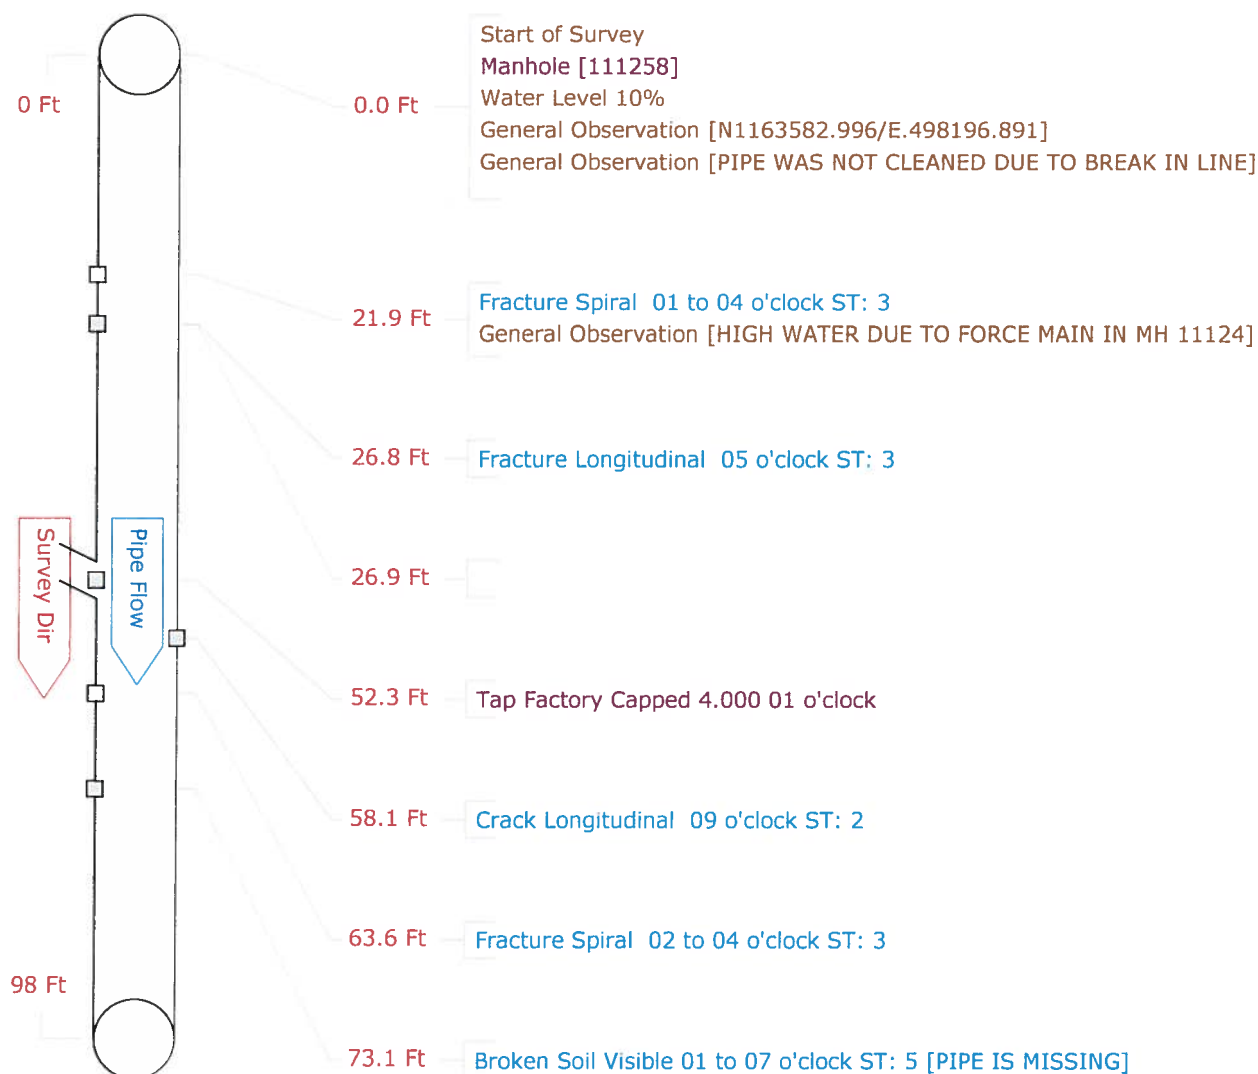 Start of Survey
Manhole [111258]
Water Level 10%
0 Ft
0.0 Ft
General Observation [N1163582.996/E.498196.891]
General Observation [PIPE WAS NOT CLEANED DUE TO BREAK IN LINE]
21.9 Ft
Fracture Spiral 01 to 04 o'clock ST: 3
General Observation [HIGH WATER DUE TO FORCE MAIN IN MH 11124]
26.8 Ft
Fracture Longitudinal 05 o'clock ST: 3
Survey Dir
Pipe Flow
26.9 Ft
52.3 Ft
Tap Factory Capped 4.000 01 o'clock
58.1 Ft
Crack Longitudinal 09 o'clock ST: 2
63.6 Ft
Fracture Spiral 02 to 04 o'clock ST: 3
98 Ft
73.1 Ft
Broken Soil Visible 01 to 07 o'clock ST: 5 [PIPE IS MISSING]